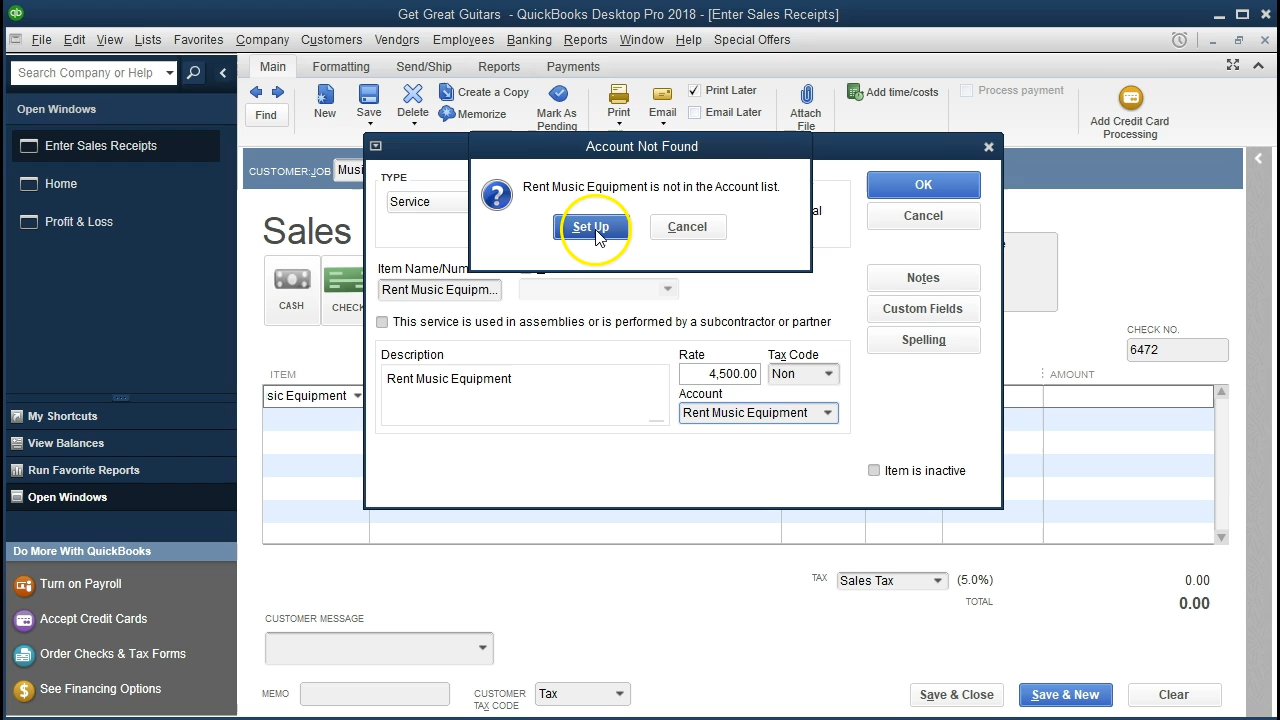 Get Great Guitars - QuickBooks Desktop Pro 2018 - [Enter Sales Receipts]
File Edit View Lists Favorites Company Customers Vendors Employees Banking Reports Window Help Special Offers
Search Company or Help
Main Formatting Send/Ship Reports Payments
Find
New
Save
Delete
Create a Copy
Memorize
Mark As
Pending
Print
Email
Print Later
Email Later
Attach
File
Add time/costs
Process payment
Add Credit Card
Processing
Open Windows
Enter Sales Receipts
Home
Profit & Loss
My Shortcuts
View Balances
Run Favorite Reports
Open Windows
Do More With QuickBooks
Turn on Payroll
Accept Credit Cards
Order Checks & Tax Forms
See Financing Options
CUSTOMER:JOB Musi
Sales
CASH
CHECK
CHECK NO.
6472
ITEM
AMOUNT
sic Equipment
Account Not Found
Rent Music Equipment is not in the Account list.
Set Up
Cancel
TYPE
Service
al
OK
Cancel
Notes
Custom Fields
Spelling
Item Name/Num
Rent Music Equipm...
This service is used in assemblies or is performed by a subcontractor or partner
Description
Rent Music Equipment
Rate
4,500.00
Tax Code
Non
Account
Rent Music Equipment
Item is inactive
TAX Sales Tax (5.0%) 0.00
TOTAL 0.00
CUSTOMER MESSAGE
MEMO
CUSTOMER
TAX CODE
Tax
Save & Close
Save & New
Clear